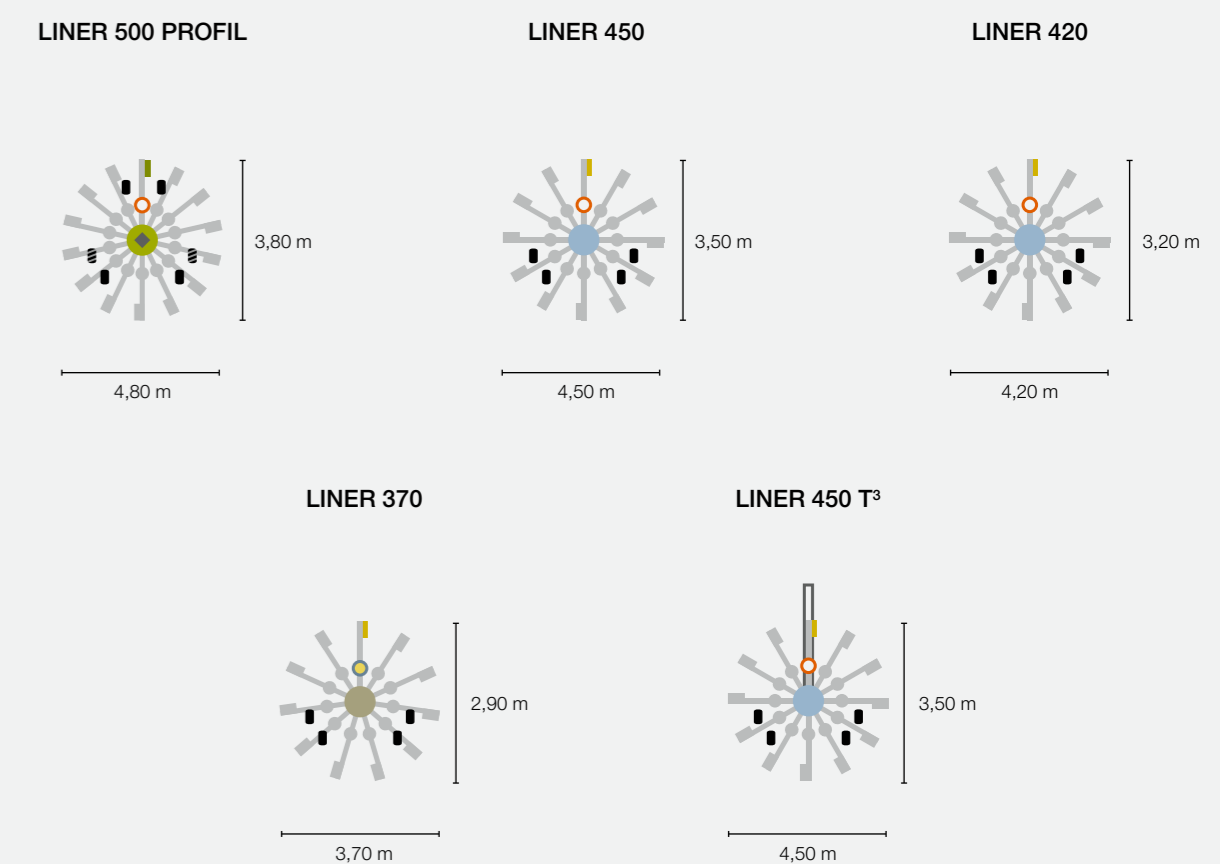 LINER 500 PROFIL
LINER 450
LINER 420
3,80 m
3,50 m
3,20 m
4,80 m
4,50 m
4,20 m
LINER 370
LINER 450 T³
2,90 m
3,50 m
3,70 m
4,50 m